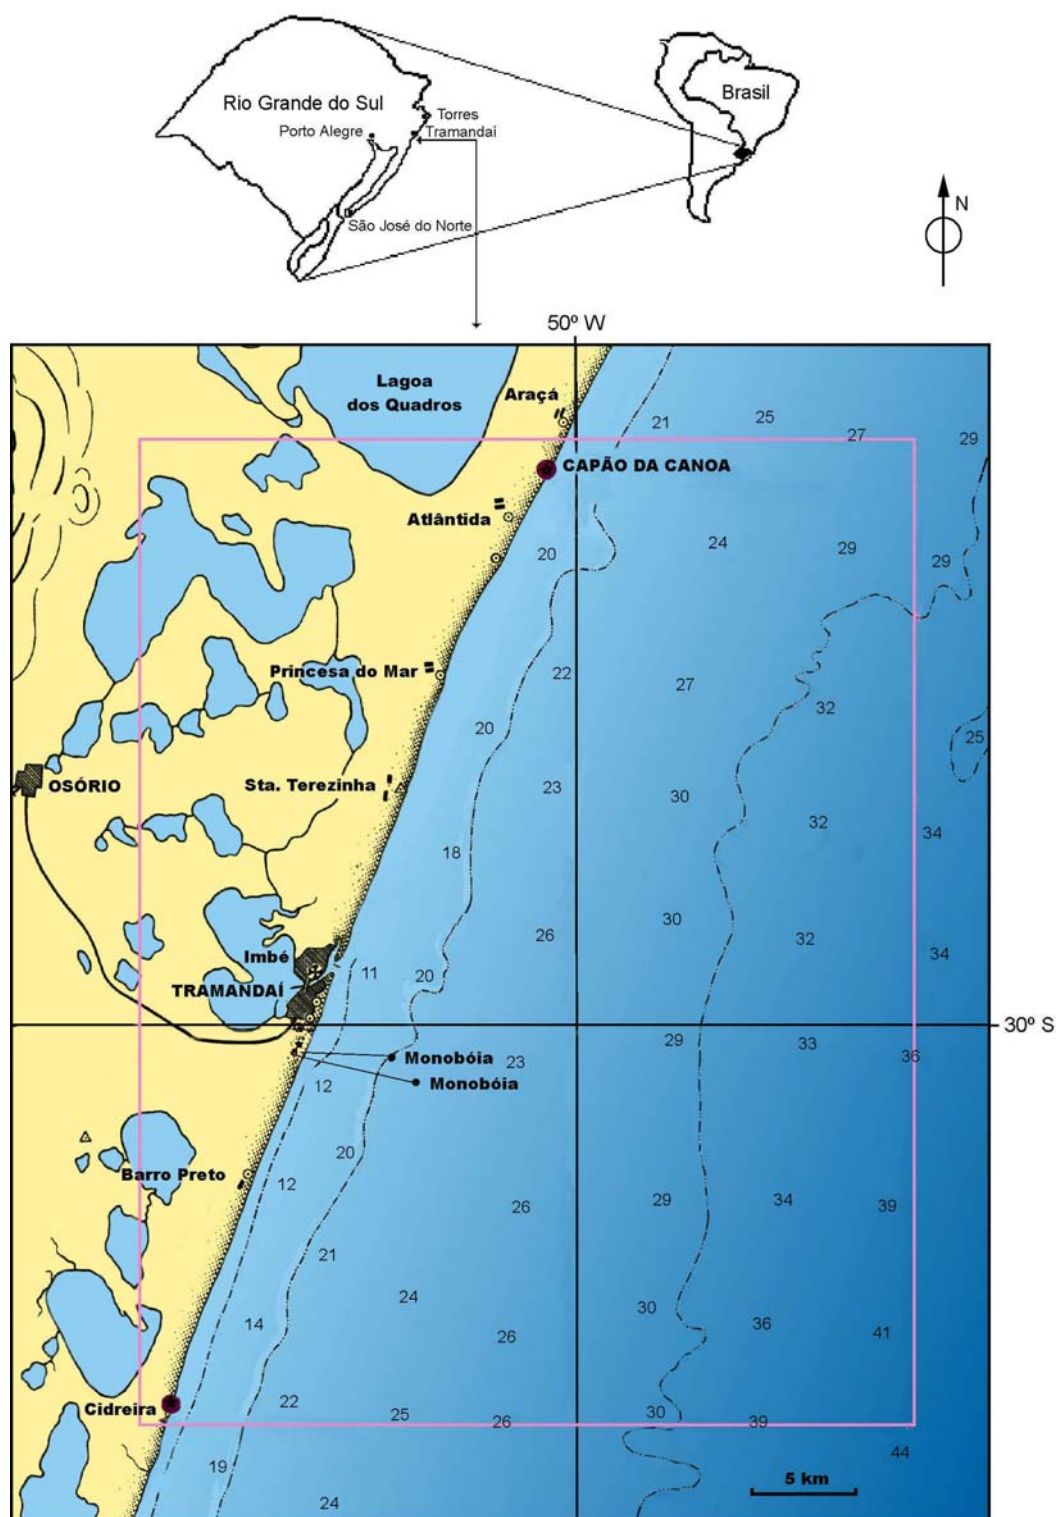 Rio Grande do Sul
Brasil
Porto Alegre
Torres
Tramandaí
São José do Norte
N
50º W
Lagoa
dos Quadros
Araçá
21
25
27
29
CAPÃO DA CANOA
Atlântida
20
24
29
29
Princesa do Mar
22
27
32
20
25
OSÓRIO
Sta. Terezinha
23
30
32
34
18
30
26
32
34
Imbé
11
20
TRAMANDAÍ
30º S
29
33
36
Monobóia
23
Monobóia
12
20
Barro Preto
12
26
29
34
39
21
24
30
14
26
36
41
Cidreira
22
25
26
30
39
44
19
5 km
24